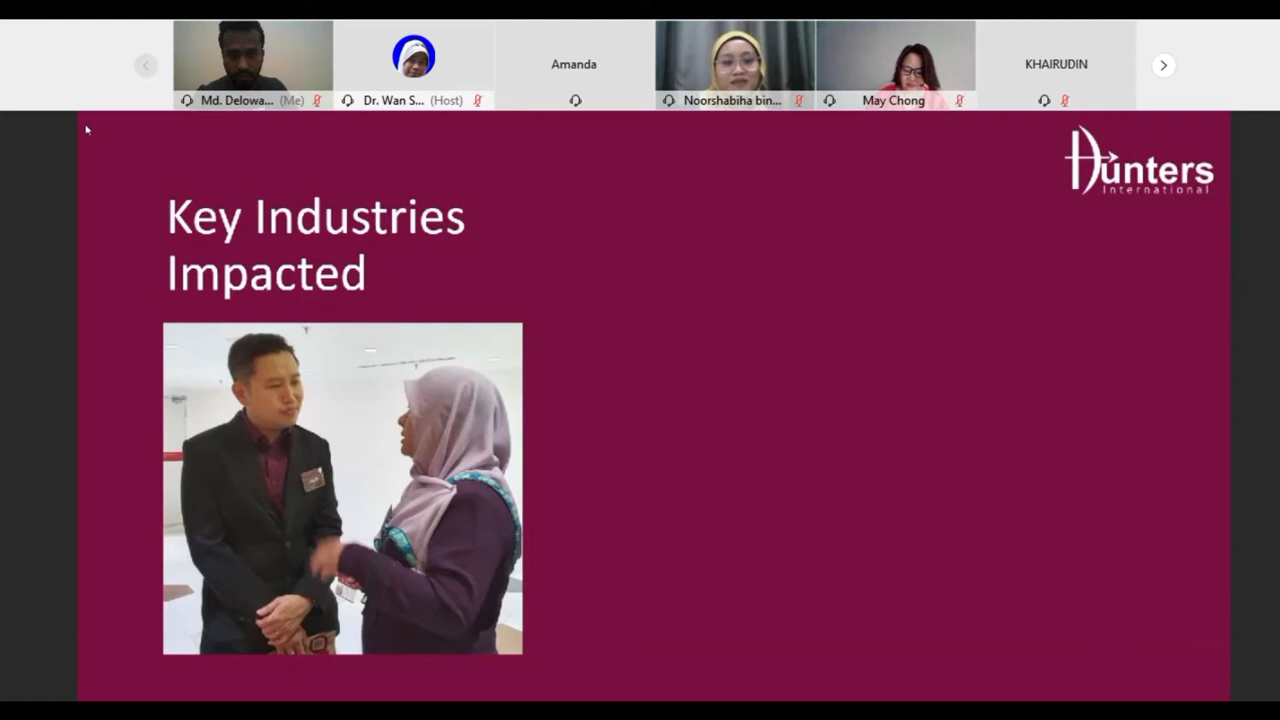 Md. Delowa... (Me)
Dr. Wan S... (Host)
Amanda
Noorshabiha bin...
May Chong
KHAIRUDIN
Hunters
International
Key Industries
Impacted